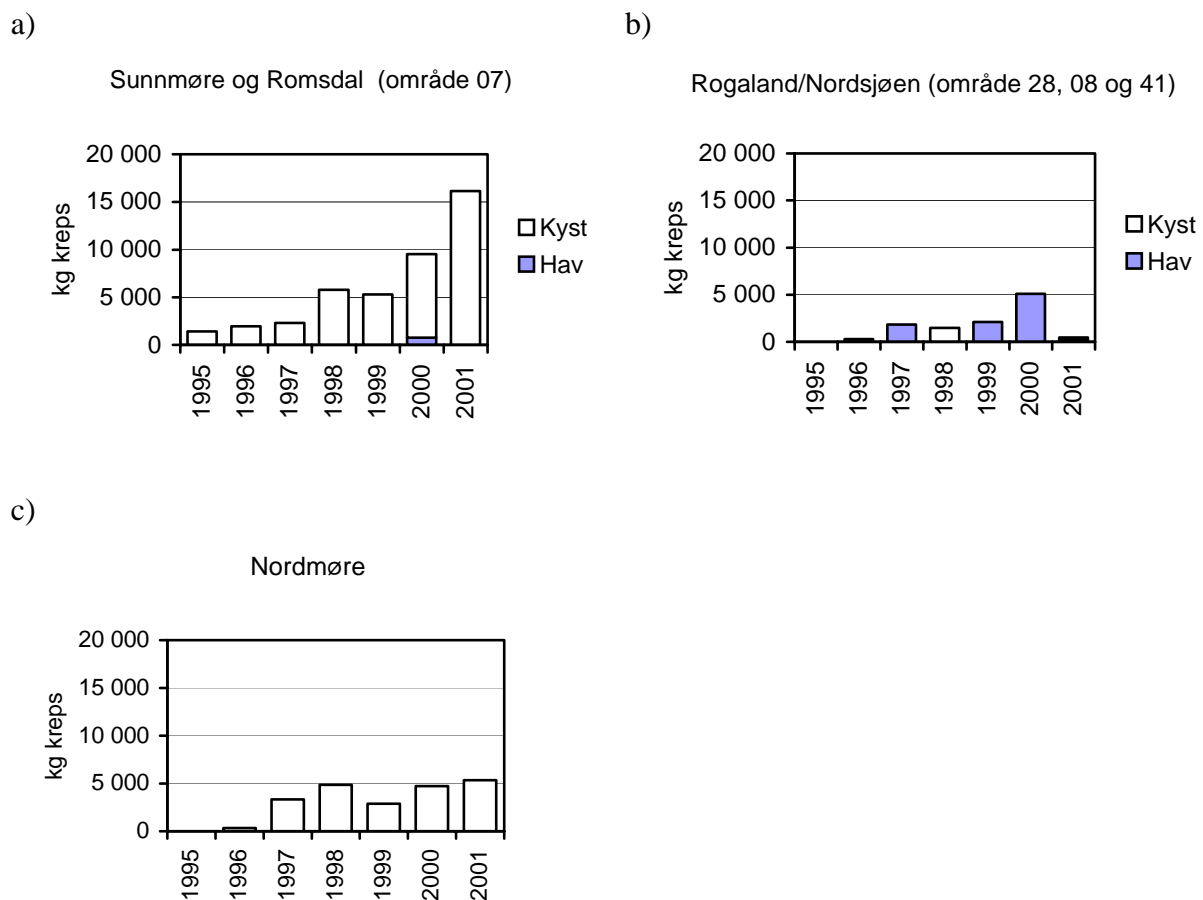 a)
Sunnmøre og Romsdal  (område 07)
20 000
15 000
10 000
5 000
0
kg kreps
1995
1996
1997
1998
1999
2000
2001
Kyst
Hav
b)
Rogaland/Nordsjøen (område 28, 08 og 41)
20 000
15 000
10 000
5 000
0
kg kreps
1995
1996
1997
1998
1999
2000
2001
Kyst
Hav
c)
Nordmøre
20 000
15 000
10 000
5 000
0
kg kreps
1995
1996
1997
1998
1999
2000
2001